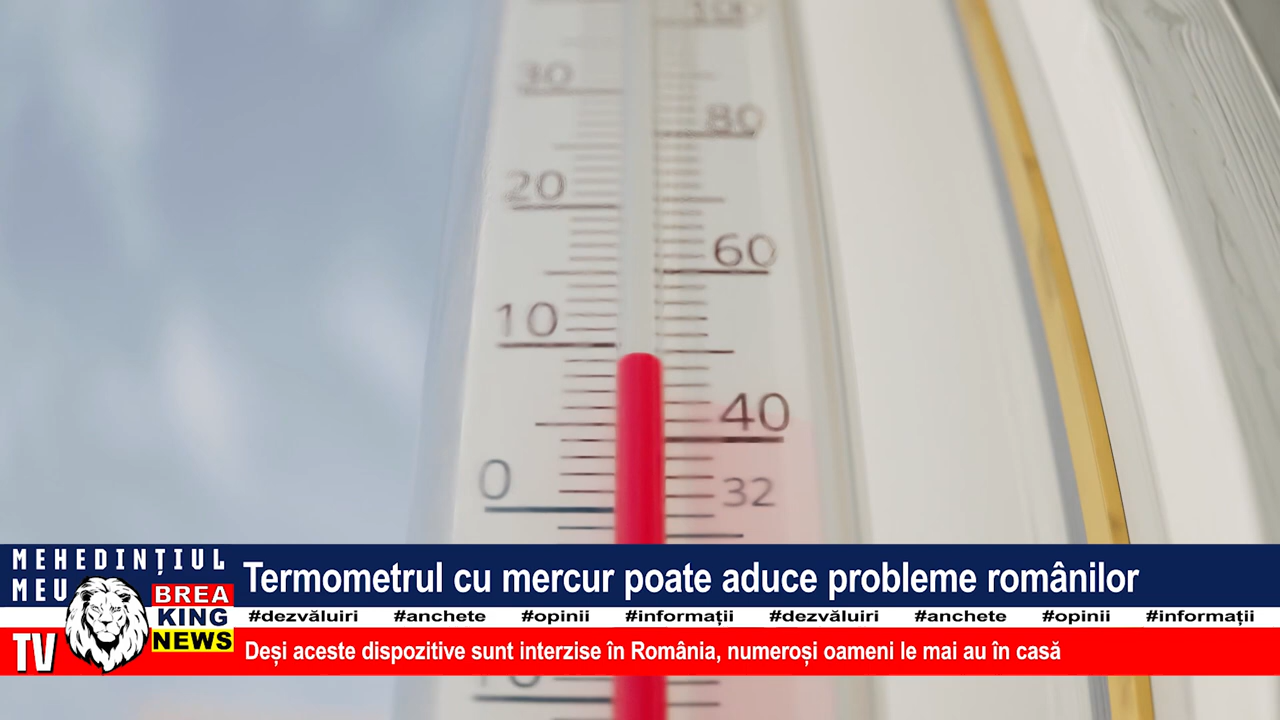 100
30
80
20
60
10
40
0
32
MEHEDINȚIUL
MEU
TV
BREA
KING
NEWS
Termometrul cu mercur poate aduce probleme românilor
#dezvăluiri #anchete #opinii #informații #dezvăluiri #anchete #opinii #informații
Deși aceste dispozitive sunt interzise în România, numeroși oameni le mai au în casă